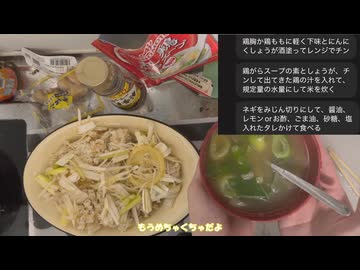 鶏胸か鶏ももに軽く下味とにんに
くしょうが酒塗ってレンジでチン
鶏がらスープの素としょうが、チ
ンして出てきた鶏の汁を入れて、
規定量の水量にして米を炊く
ネギをみじん切りにして、醤油、
レモンorお酢、ごま油、砂糖、塩
入れたタレかけて食べる
もうめちゃくちゃだよ